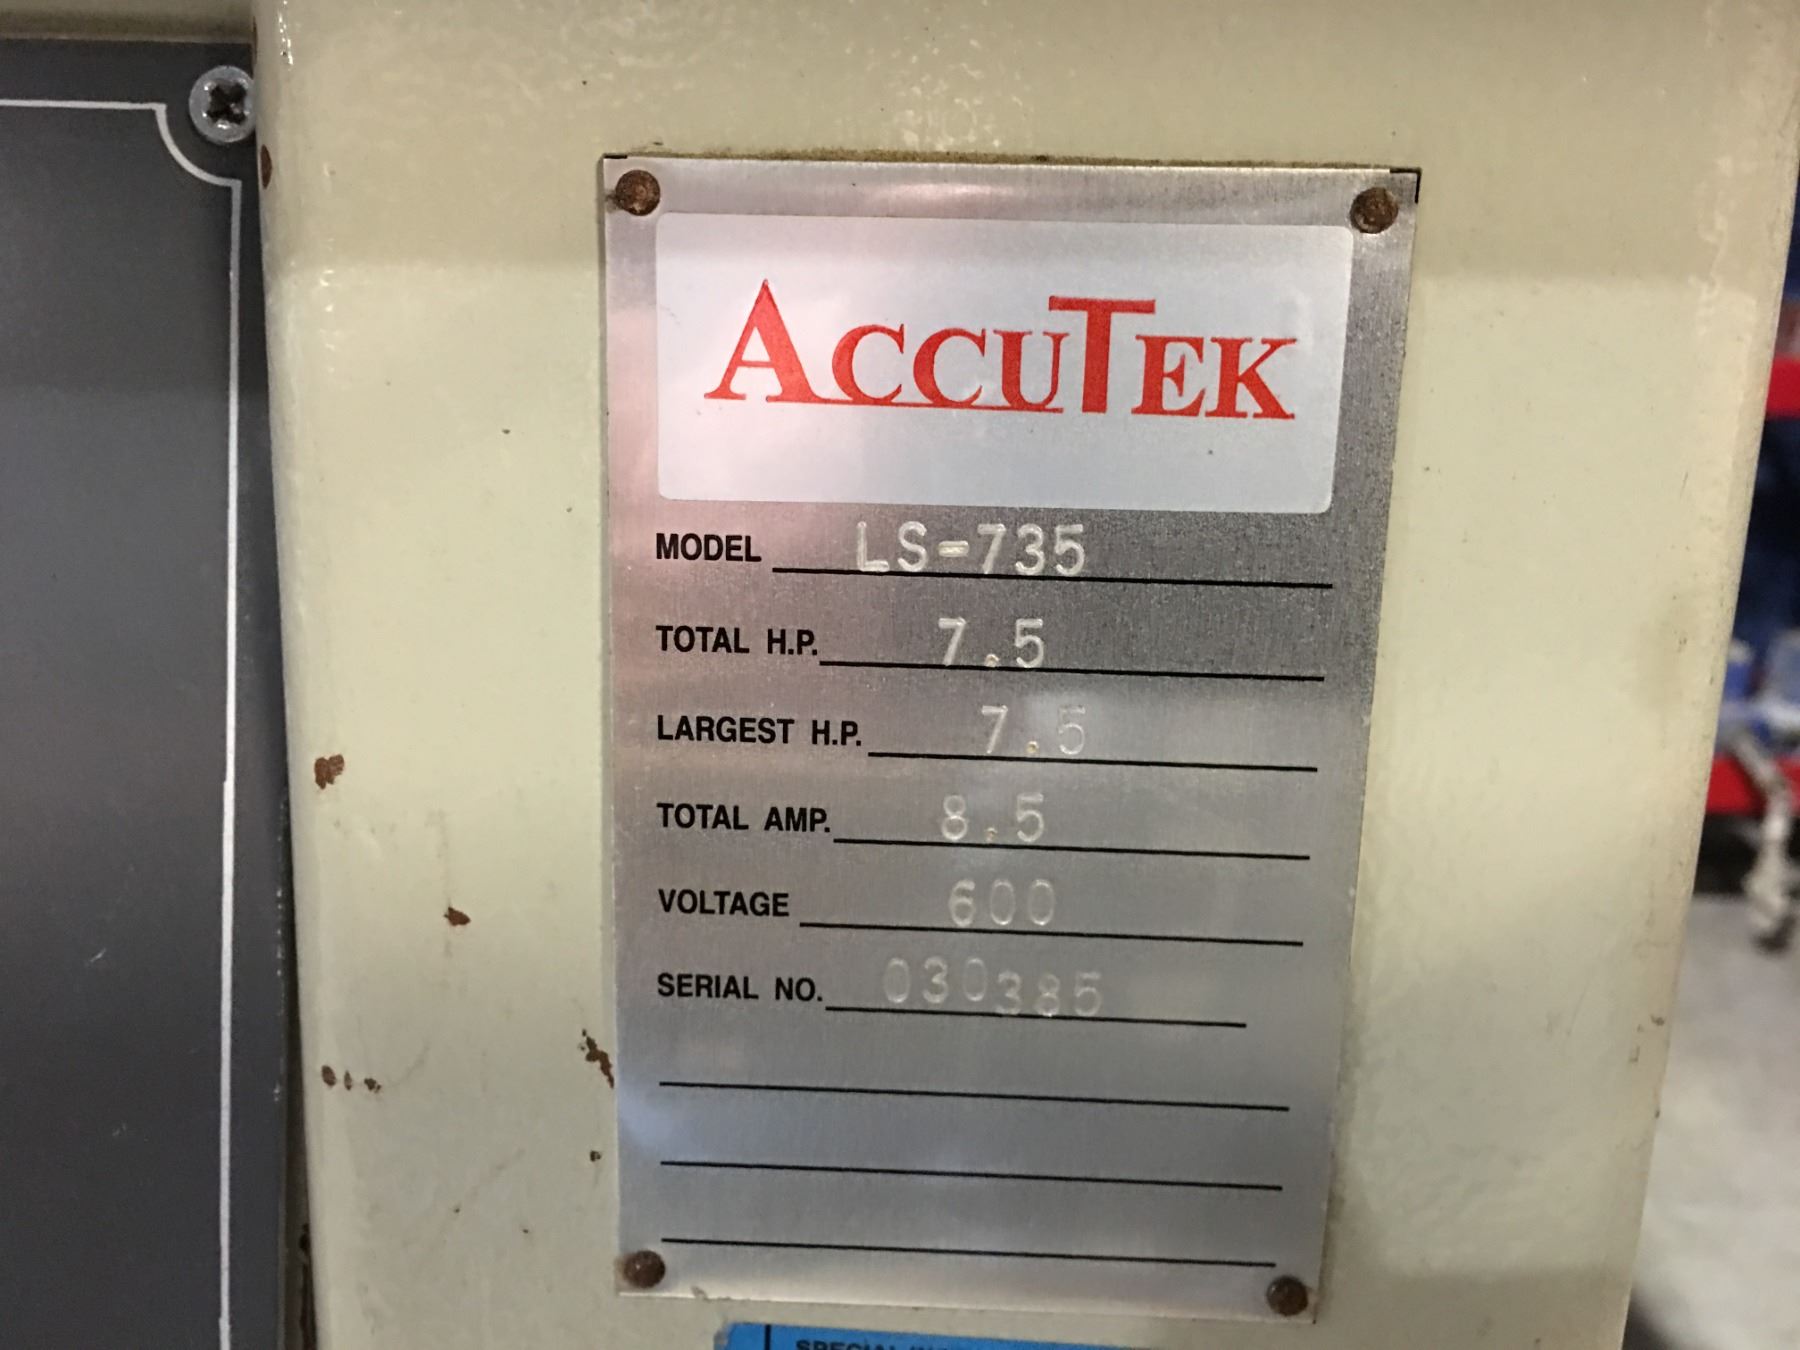 ACCUTEK
MODEL LS-735
TOTAL H.P. 7.5
LARGEST H.P. 7.5
TOTAL AMP. 8.5
VOLTAGE 600
SERIAL NO. 030385
SPECIAL